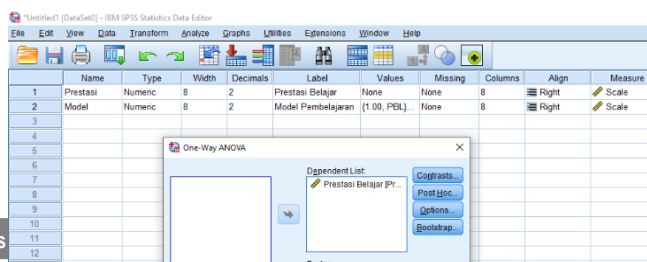 *Untitled1 [DataSet0] - IBM SPSS Statistics Data Editor
File Edit View Data Transform Analyze Graphs Utilities Extensions Window Help
Name Type Width Decimals Label Values Missing Columns Align Measure
1 Prestasi Numeric 8 2 Prestasi Belajar None None 8 Right Scale
2 Model Numeric 8 2 Model Pembelajaran {1.00, PBL}... None 8 Right Scale
3
4
5
6
7
8
9
10
11
12
One-Way ANOVA
Dependent List:
Prestasi Belajar [Pr...
Contrasts...
Post Hoc...
Options...
Bootstrap...
s